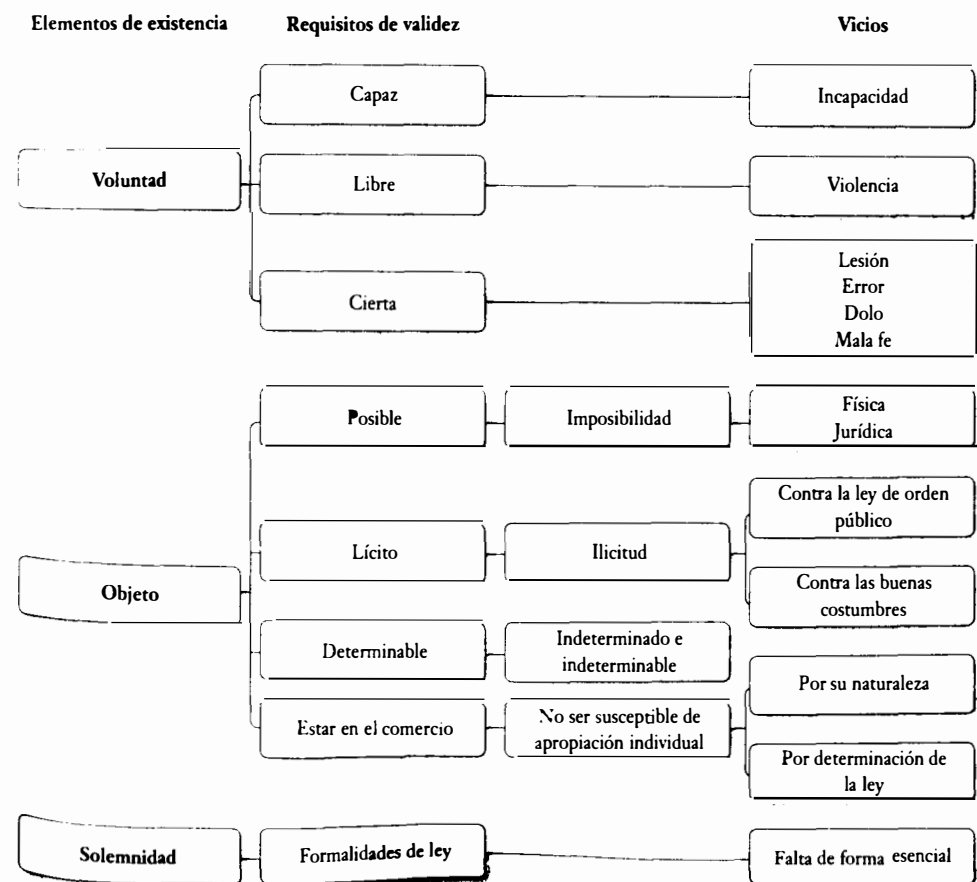 Elementos de existencia
Requisitos de validez
Vicios
Capaz
Incapacidad
Voluntad
Libre
Violencia
Cierta
Lesión
Error
Dolo
Mala fe
Posible
Imposibilidad
Física
Jurídica
Objeto
Lícito
Ilicitud
Contra la ley de orden
público
Contra las buenas
costumbres
Determinable
Indeterminado e
indeterminable
Estar en el comercio
No ser susceptible de
apropiación individual
Por su naturaleza
Por determinación de
la ley
Solemnidad
Formalidades de ley
Falta de forma esencial